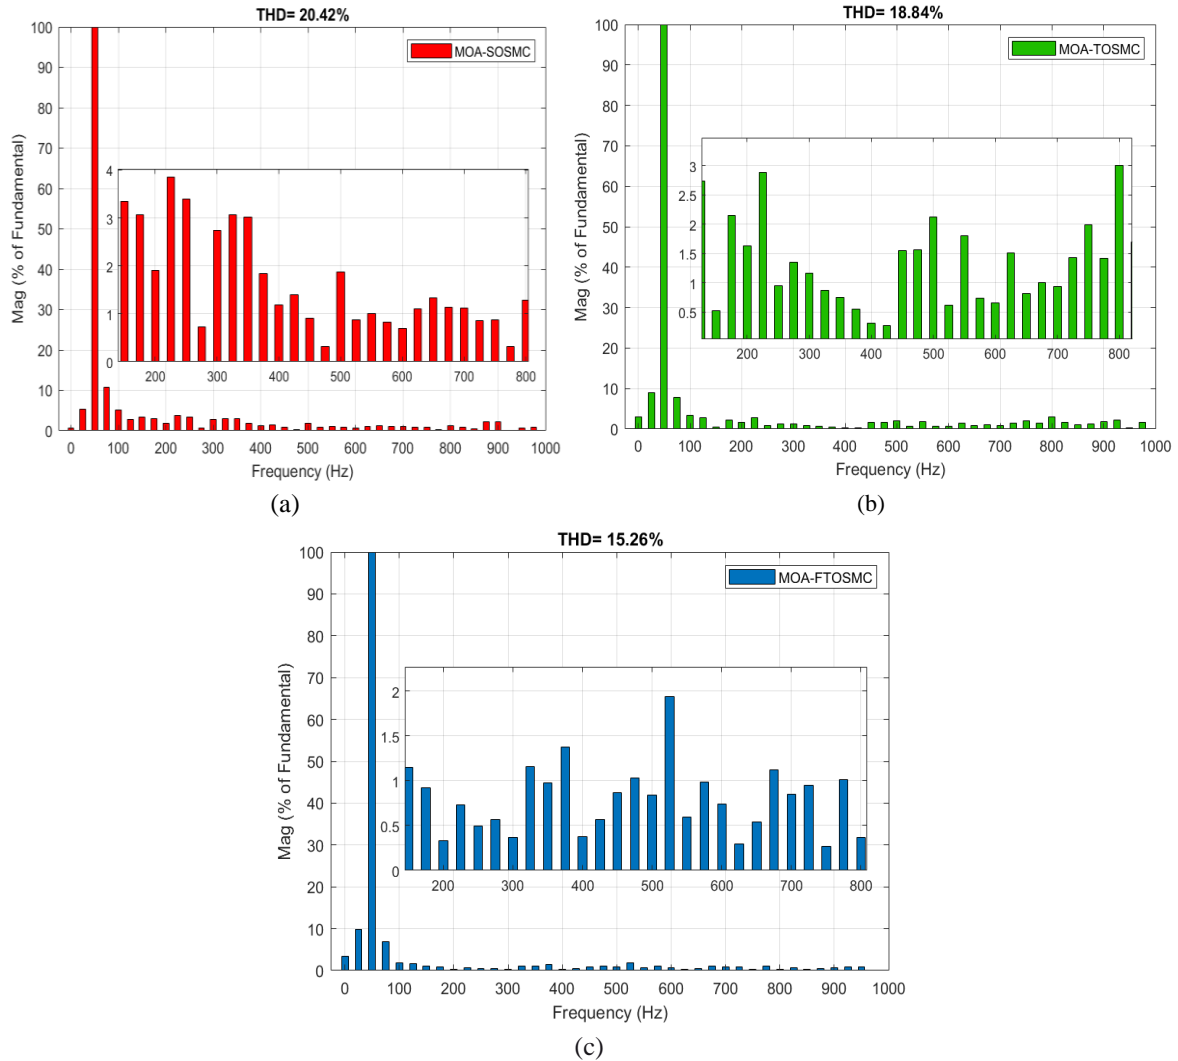 THD= 20.42%
MOA-SOSMC
Mag (% of Fundamental)
100
90
80
70
60
50
40
30
20
10
0
4
3
2
1
0
200 300 400 500 600 700 800
0 100 200 300 400 500 600 700 800 900 1000
Frequency (Hz)
(a)
THD= 18.84%
MOA-TOSMC
Mag (% of Fundamental)
100
90
80
70
60
50
40
30
20
10
0
3
2.5
2
1.5
1
0.5
200 300 400 500 600 700 800
0 100 200 300 400 500 600 700 800 900 1000
Frequency (Hz)
(b)
THD= 15.26%
MOA-FTOSMC
Mag (% of Fundamental)
100
90
80
70
60
50
40
30
20
10
0
2
1.5
1
0.5
0
200 300 400 500 600 700 800
0 100 200 300 400 500 600 700 800 900 1000
Frequency (Hz)
(c)